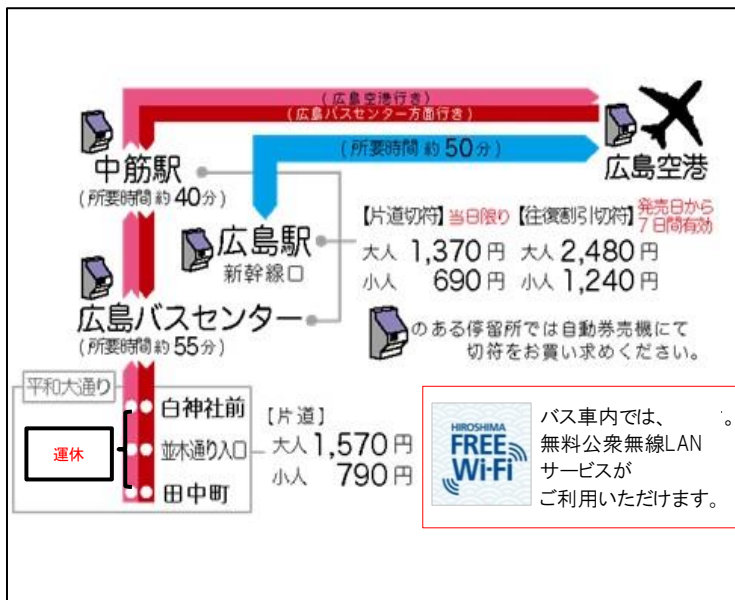 (広島空港行き)
(広島バスセンター方面行き)
(所要時間 約50分)
中筋駅
(所要時間 約40分)
広島空港
広島駅
新幹線口
【片道切符】当日限り
大人 1,370円
小人 690円
【往復割引切符】発売日から
7日間有効
大人 2,480円
小人 1,240円
広島バスセンター
(所要時間 約55分)
のある停留所では自動券売機にて
切符をお買い求めください。
平和大通り
白神社前
並木通り入口
田中町
運休
【片道】
大人 1,570円
小人 790円
HIROSHIMA
FREE
Wi-Fi
バス車内では、 。
無料公衆無線LAN
サービスが
ご利用いただけます。